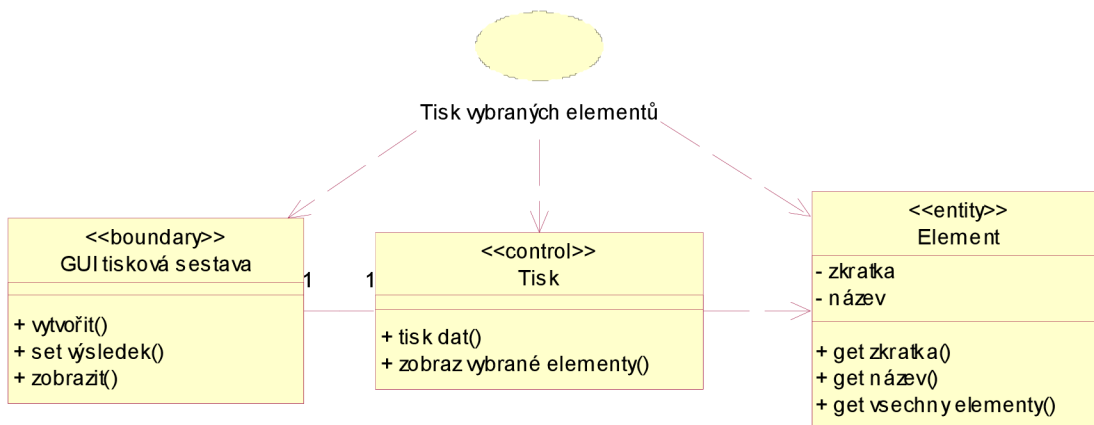 Tisk vybraných elementů
<<boundary>>
GUI tisková sestava
+ vytvořit()
+ set výsledek()
+ zobrazit()
1
1
<<control>>
Tisk
+ tisk dat()
+ zobraz vybrané elementy()
<<entity>>
Element
- zkratka
- název
+ get zkratka()
+ get název()
+ get vsechny elementy()